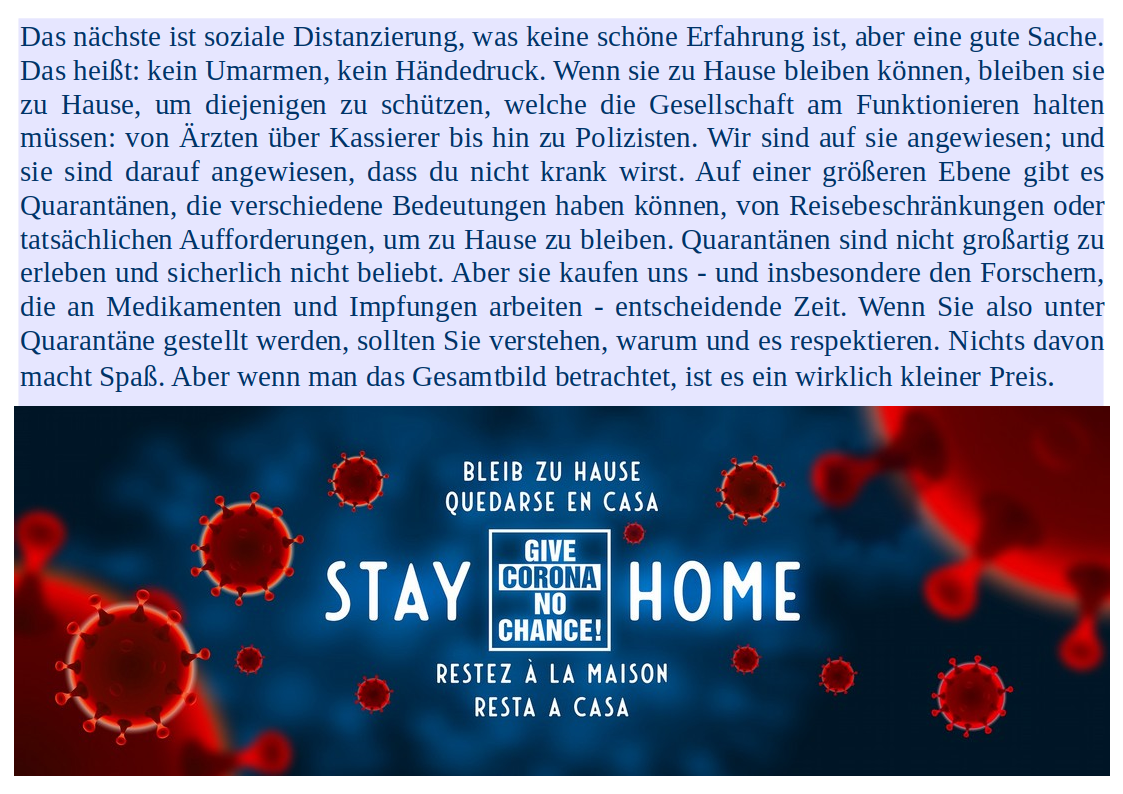 Das nächste ist soziale Distanzierung, was keine schöne Erfahrung ist, aber eine gute Sache.
Das heißt: kein Umarmen, kein Händedruck. Wenn sie zu Hause bleiben können, bleiben sie
zu Hause, um diejenigen zu schützen, welche die Gesellschaft am Funktionieren halten
müssen: von Ärzten über Kassierer bis hin zu Polizisten. Wir sind auf sie angewiesen; und
sie sind darauf angewiesen, dass du nicht krank wirst. Auf einer größeren Ebene gibt es
Quarantänen, die verschiedene Bedeutungen haben können, von Reisebeschränkungen oder
tatsächlichen Aufforderungen, um zu Hause zu bleiben. Quarantänen sind nicht großartig zu
erleben und sicherlich nicht beliebt. Aber sie kaufen uns - und insbesondere den Forschern,
die an Medikamenten und Impfungen arbeiten - entscheidende Zeit. Wenn Sie also unter
Quarantäne gestellt werden, sollten Sie verstehen, warum und es respektieren. Nichts davon
macht Spaß. Aber wenn man das Gesamtbild betrachtet, ist es ein wirklich kleiner Preis.
BLEIB ZU HAUSE
QUEDARSE EN CASA
STAY
GIVE
CORONA
NO
CHANCE!
HOME
RESTEZ À LA MAISON
RESTA A CASA